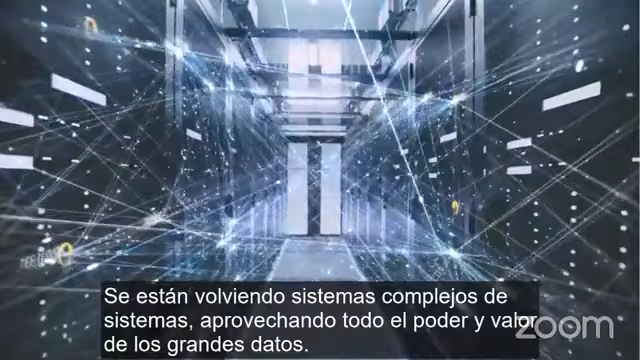 Se están volviendo sistemas complejos de
sistemas, aprovechando todo el poder y valor
de los grandes datos.
zoom